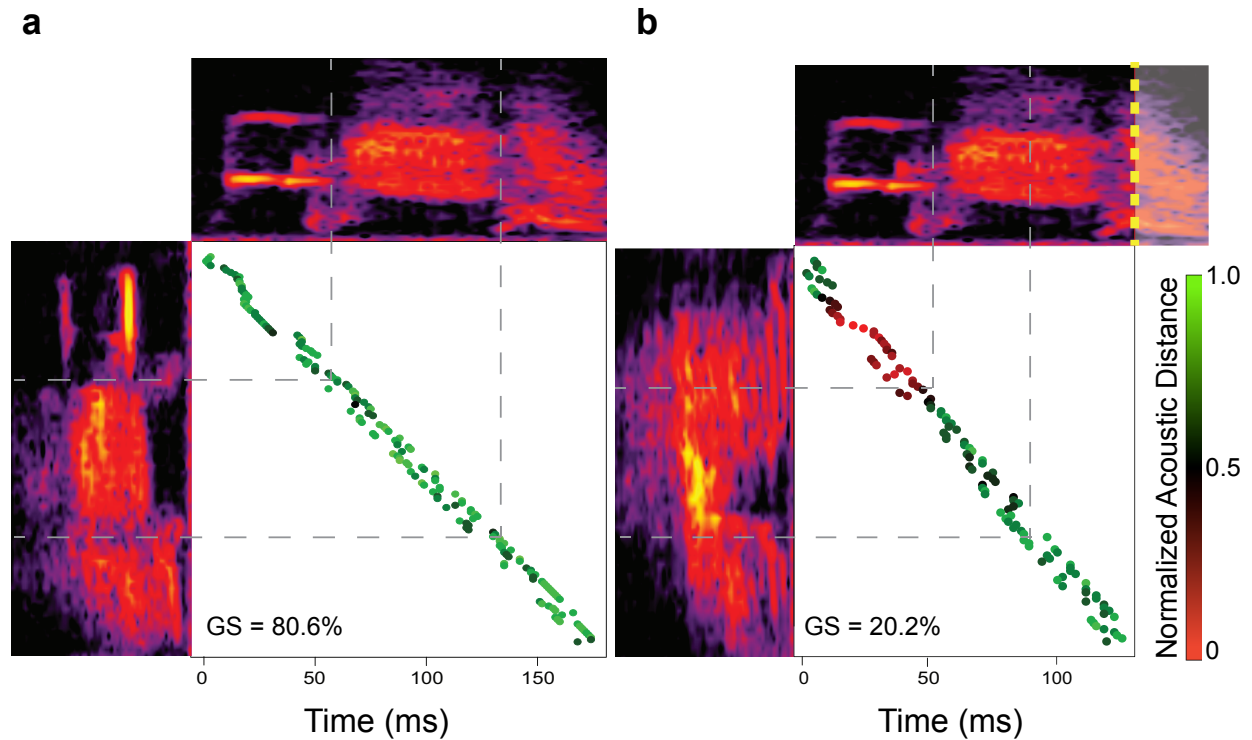 a
b
GS = 80.6%
GS = 20.2%
0 50 100 150
0 50 100
Time (ms)
Time (ms)
1.0
0.5
0
Normalized Acoustic Distance